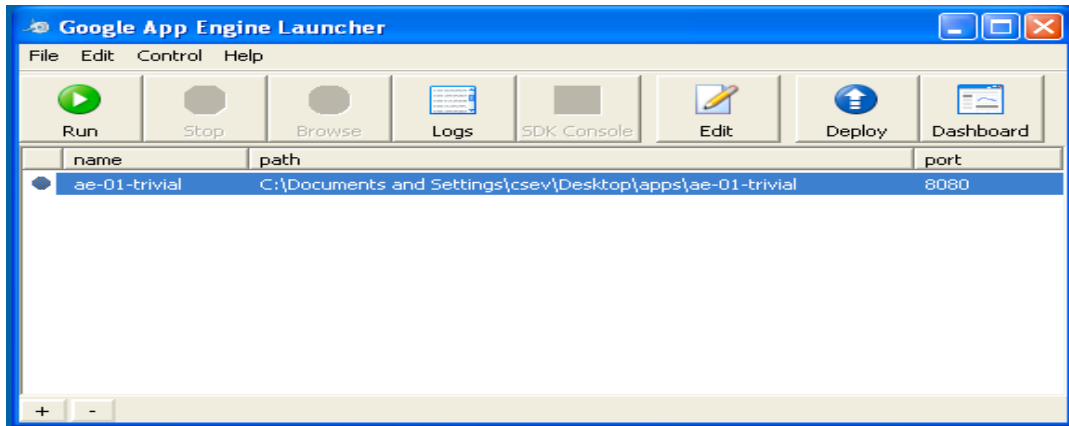 Google App Engine Launcher
File Edit Control Help
Run Stop Browse Logs SDK Console Edit Deploy Dashboard
name path port
ae-01-trivial C:\Documents and Settings\csev\Desktop\apps\ae-01-trivial 8080
+ -